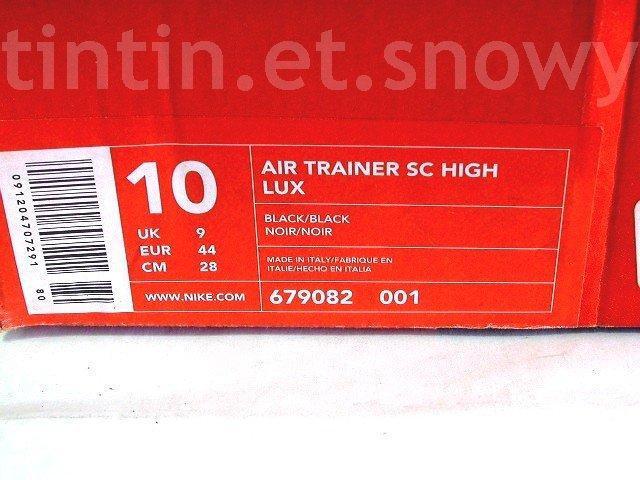 tintin.et.snowy
091204707291
80
10
UK 9
EUR 44
CM 28
WWW.NIKE.COM
AIR TRAINER SC HIGH
LUX
BLACK/BLACK
NOIR/NOIR
MADE IN ITALY/FABRIQUE EN
ITALIE/HECHO EN ITALIA
679082 001